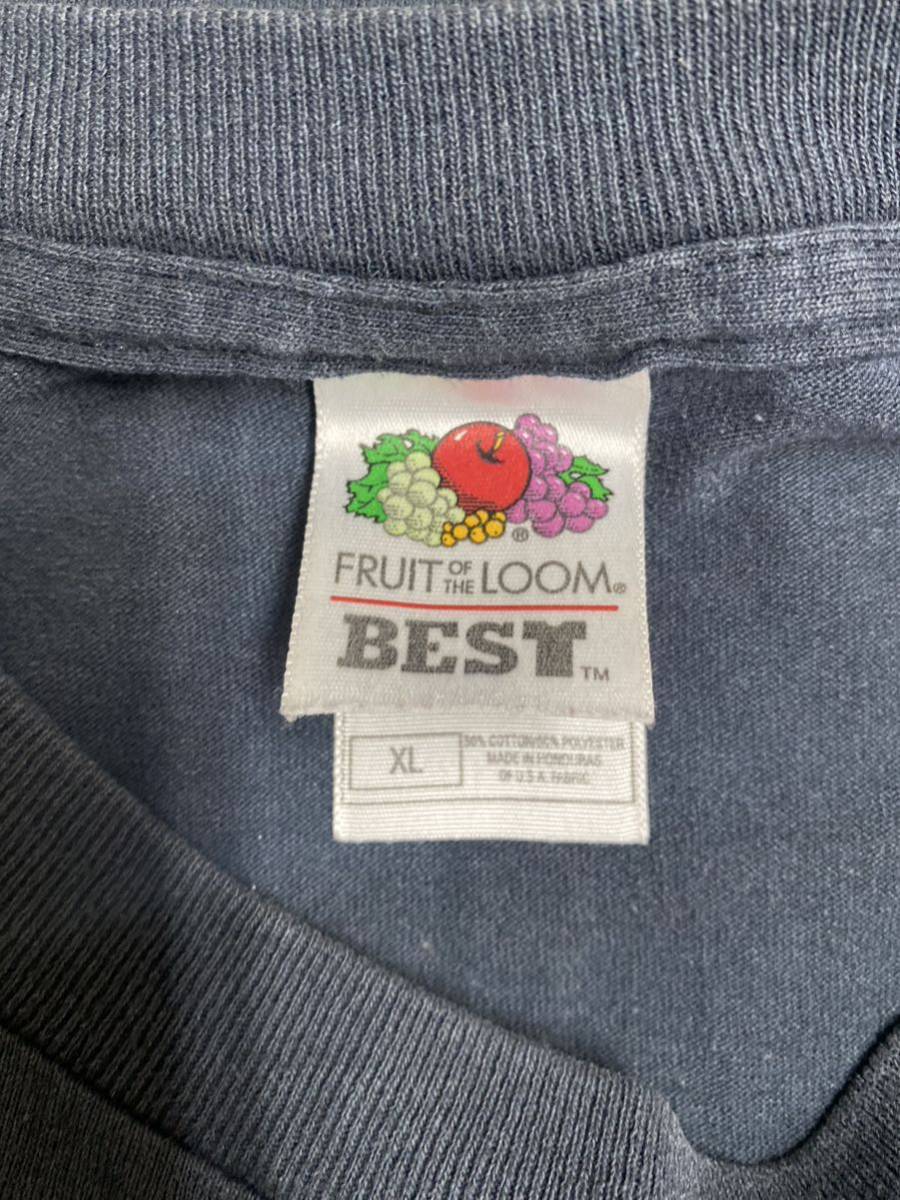 ®
FRUIT OF THE LOOM®
BEST™
XL
50% COTTON/50% POLYESTER
MADE IN HONDURAS
OF U.S.A. FABRIC